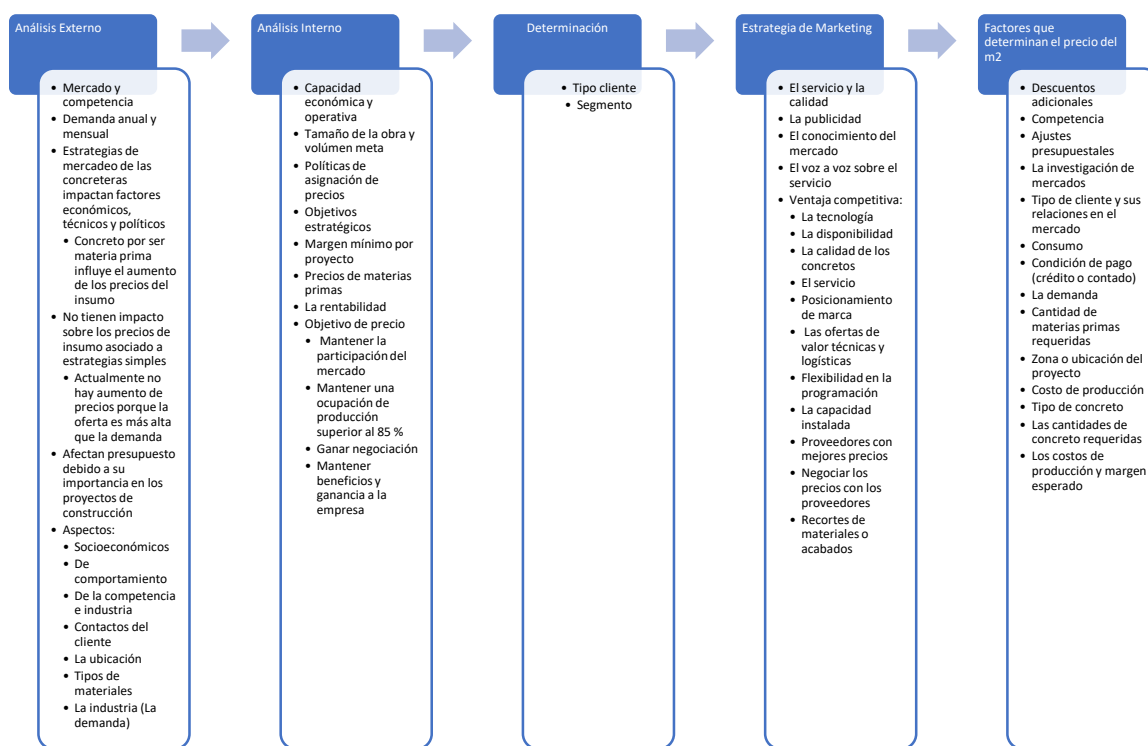 Análisis Externo
• Mercado y
competencia
• Demanda anual y
mensual
• Estrategias de
mercadeo de las
concreteras
impactan factores
económicos,
técnicos y políticos
• Concreto por ser
materia prima
influye el aumento
de los precios del
insumo
• No tienen impacto
sobre los precios de
insumo asociado a
estrategias simples
• Actualmente no
hay aumento de
precios porque la
oferta es más alta
que la demanda
• Afectan presupuesto
debido a su
importancia en los
proyectos de
construcción
• Aspectos:
• Socioeconómicos
• De
comportamiento
• De la competencia
e industria
• Contactos del
cliente
• La ubicación
• Tipos de
materiales
• La industria (La
demanda)
Análisis Interno
• Capacidad
económica y
operativa
• Tamaño de la obra y
volúmen meta
• Políticas de
asignación de
precios
• Objetivos
estratégicos
• Margen mínimo por
proyecto
• Precios de materias
primas
• La rentabilidad
• Objetivo de precio
• Mantener la
participación del
mercado
• Mantener una
ocupación de
producción
superior al 85 %
• Ganar negociación
• Mantener
beneficios y
ganancia a la
empresa
Determinación
• Tipo cliente
• Segmento
Estrategia de Marketing
• El servicio y la
calidad
• La publicidad
• El conocimiento del
mercado
• El voz a voz sobre el
servicio
• Ventaja competitiva:
• La tecnología
• La disponibilidad
• La calidad de los
concretos
• El servicio
• Posicionamiento
de marca
• Las ofertas de
valor técnicas y
logísticas
• Flexibilidad en la
programación
• La capacidad
instalada
• Proveedores con
mejores precios
• Negociar los
precios con los
proveedores
• Recortes de
materiales o
acabados
Factores que
determinan el precio del
m2
• Descuentos
adicionales
• Competencia
• Ajustes
presupuestales
• La investigación de
mercados
• Tipo de cliente y sus
relaciones en el
mercado
• Consumo
• Condición de pago
(crédito o contado)
• La demanda
• Cantidad de
materias primas
requeridas
• Zona o ubicación del
proyecto
• Costo de producción
• Tipo de concreto
• Las cantidades de
concreto requeridas
• Los costos de
producción y margen
esperado